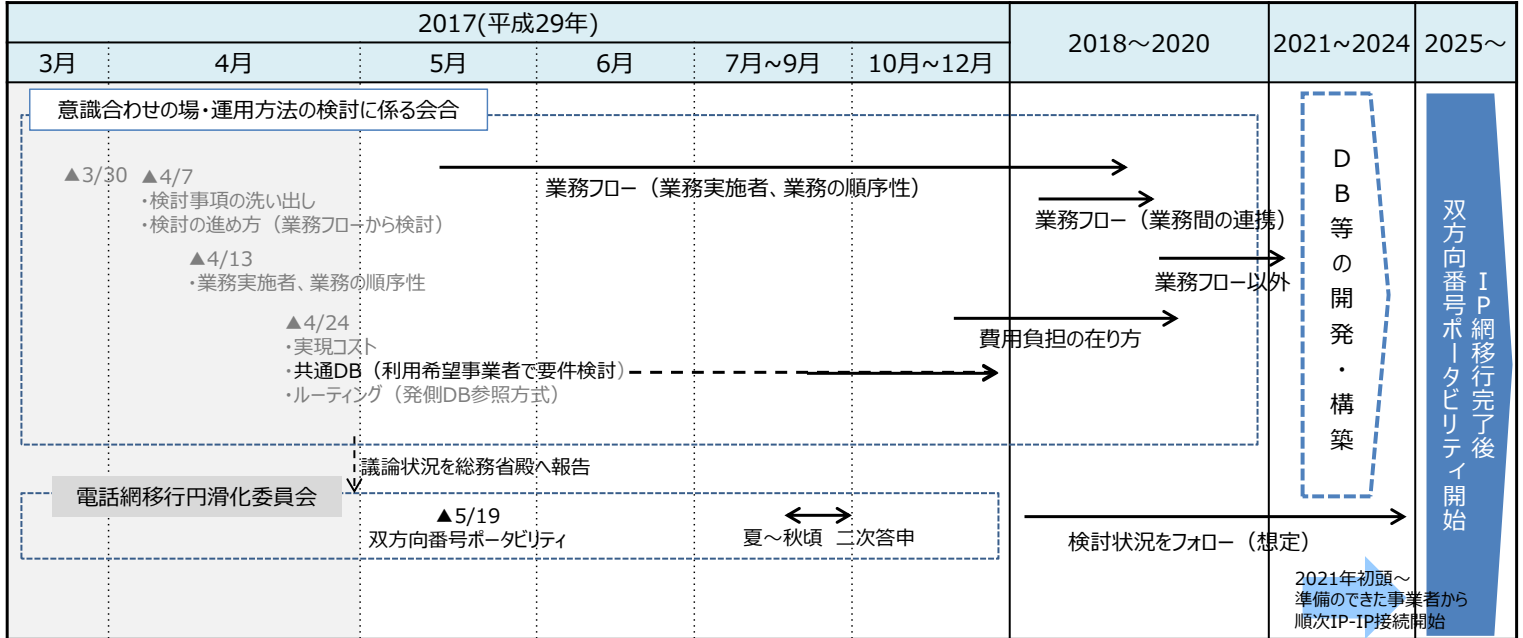 2017(平成29年)
2018～2020
2021~2024
2025～
3月
4月
5月
6月
7月~9月
10月~12月
意識合わせの場・運用方法の検討に係る会合
▲3/30
▲4/7
・検討事項の洗い出し
・検討の進め方（業務フローから検討）
▲4/13
・業務実施者、業務の順序性
▲4/24
・実現コスト
・共通DB（利用希望事業者で要件検討）
・ルーティング（発側DB参照方式）
業務フロー（業務実施者、業務の順序性）
業務フロー（業務間の連携）
業務フロー以外
費用負担の在り方
議論状況を総務省殿へ報告
電話網移行円滑化委員会
▲5/19
双方向番号ポータビリティ
夏～秋頃 二次答申
検討状況をフォロー（想定）
DB等の開発・構築
2021年初頭～
準備のできた事業者から
順次IP-IP接続開始
IP網移行完了後
双方向番号ポータビリティ開始